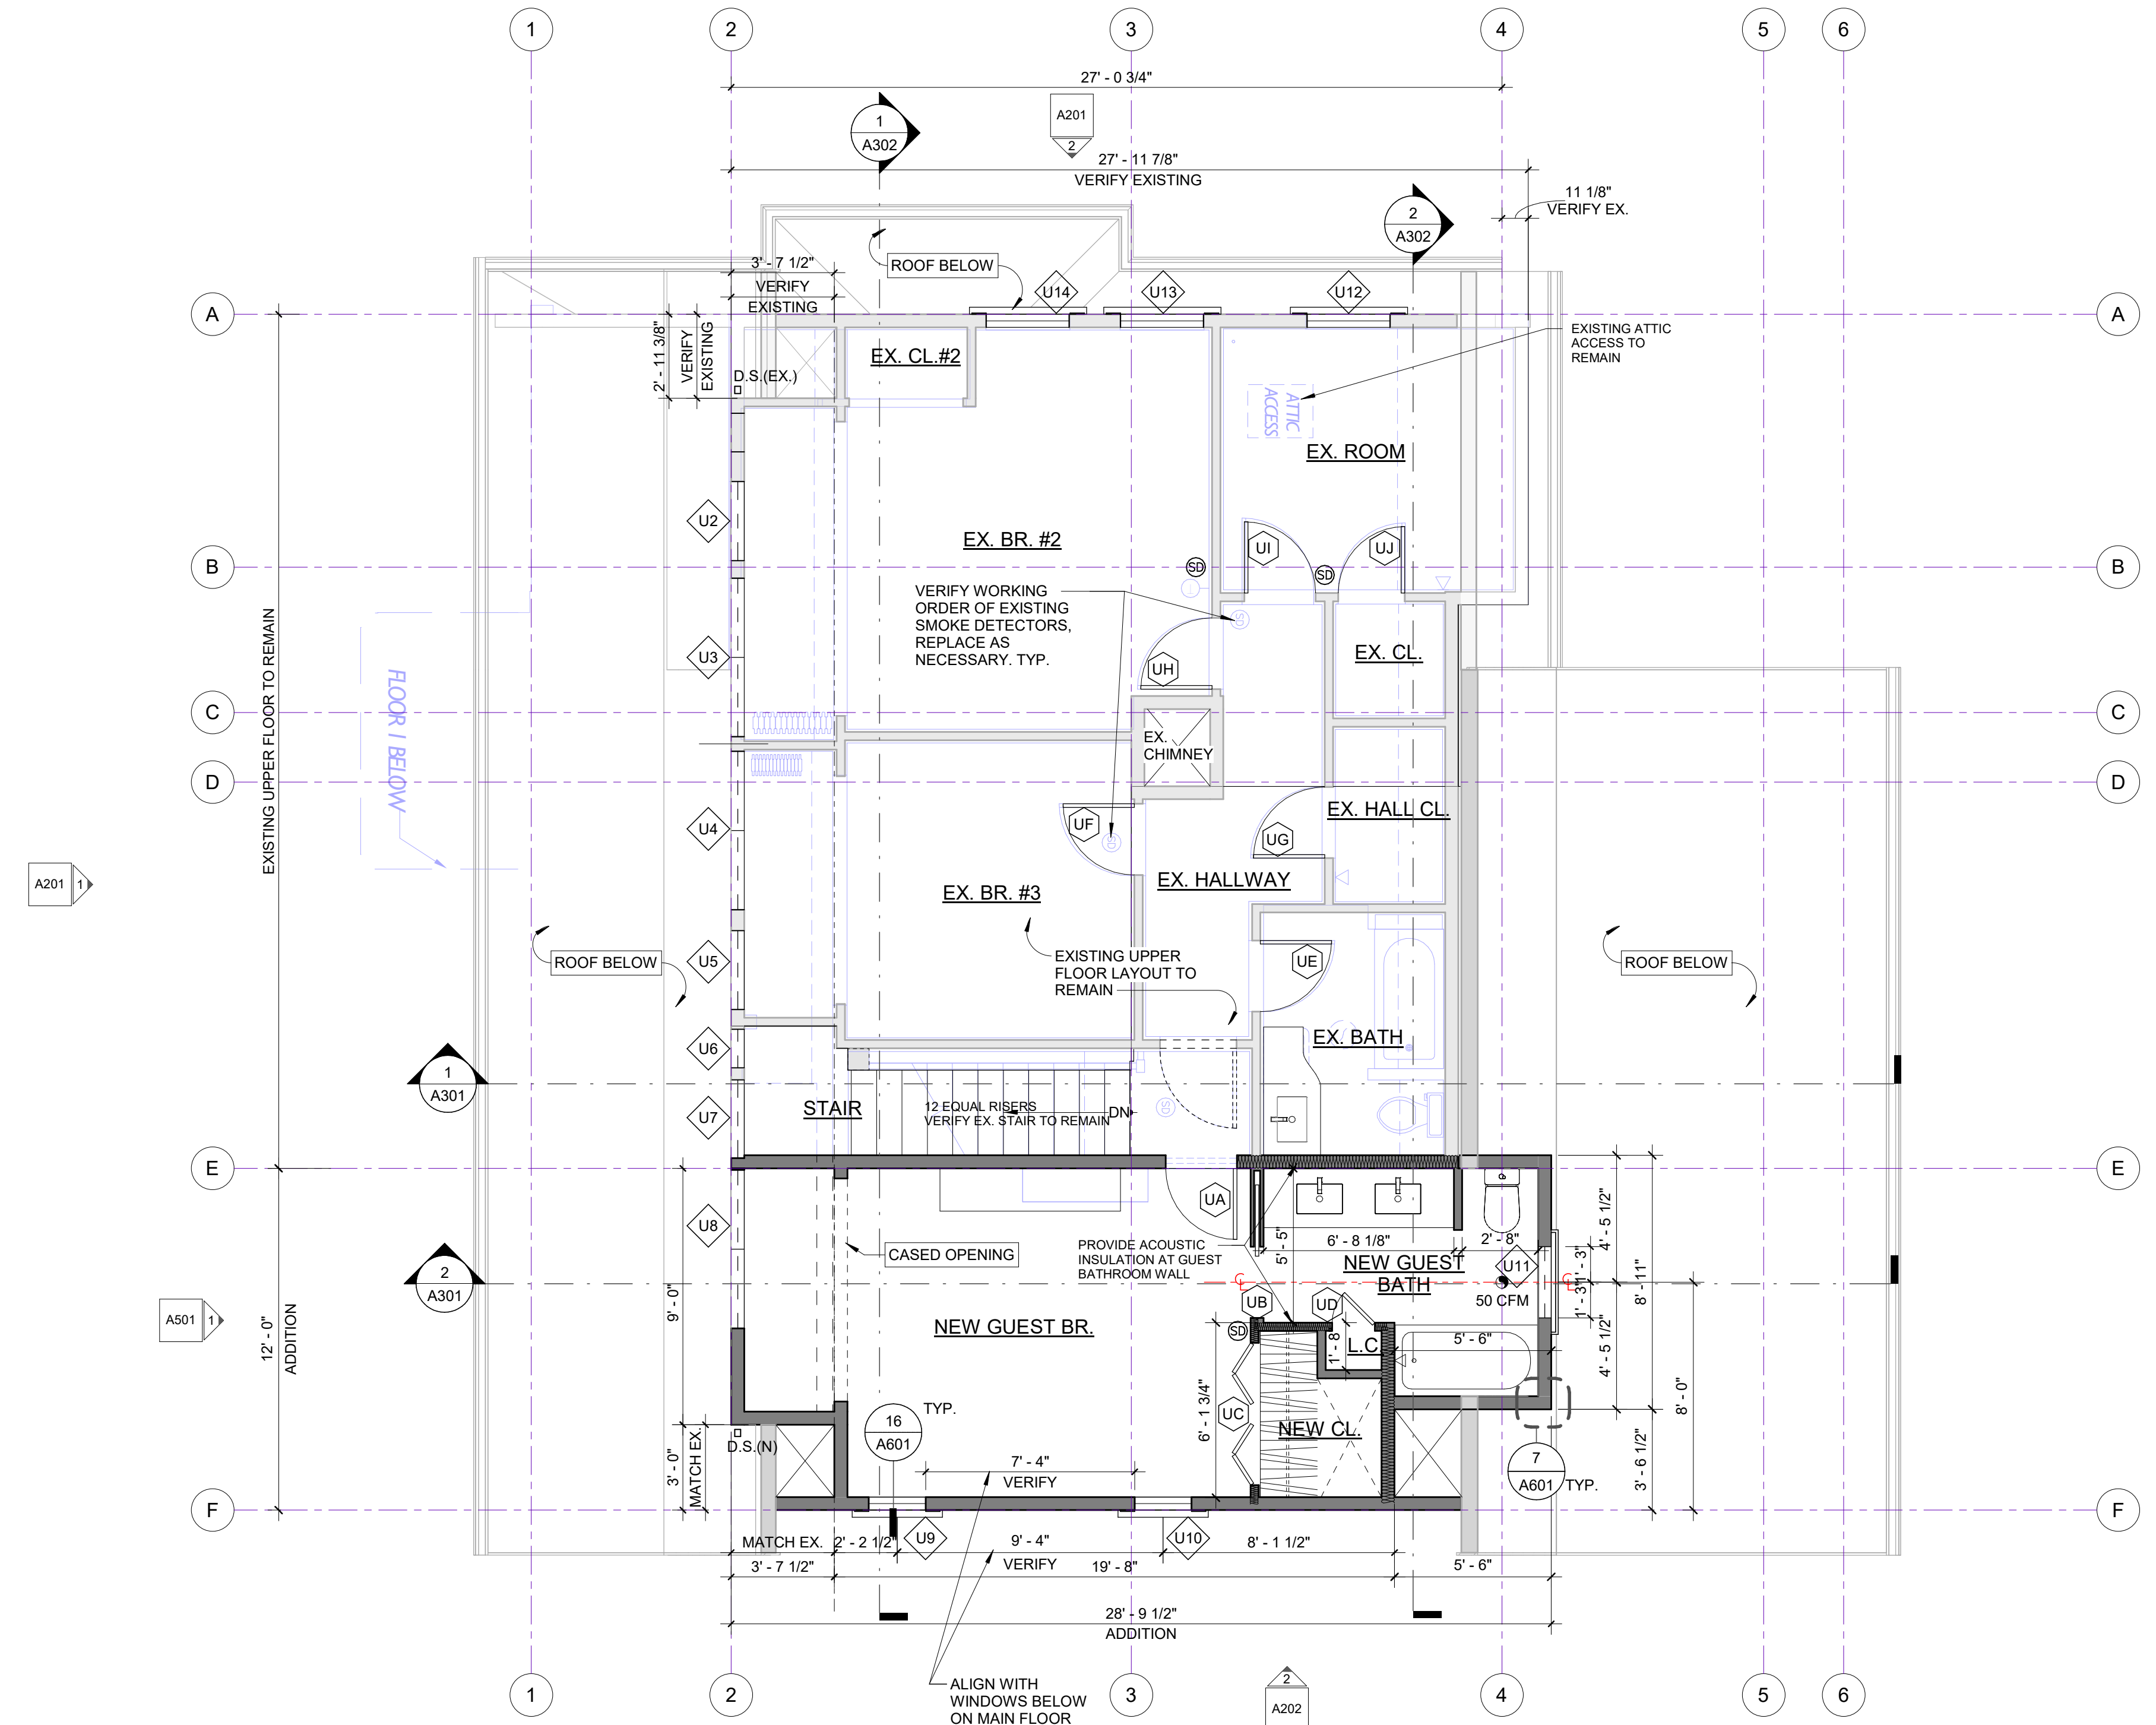 1
2
3
4
5
6
27' - 0 3/4"
1
A302
A201
2
27' - 11 7/8"
VERIFY EXISTING
11 1/8"
VERIFY EX.
2
A302
3' - 7 1/2"
VERIFY
EXISTING
ROOF BELOW
U14
U13
U12
A
A
2' - 11 3/8"
VERIFY
EXISTING
D.S.(EX.)
EX. CL.#2
EXISTING ATTIC
ACCESS TO
REMAIN
ATTIC
ACCESS
EX. ROOM
U2
EX. BR. #2
UI
UJ
SD
SD
B
B
VERIFY WORKING
ORDER OF EXISTING
SMOKE DETECTORS,
REPLACE AS
NECESSARY. TYP.
SD
EXISTING UPPER FLOOR TO REMAIN
FLOOR 1 BELOW
U3
UH
EX. CL.
C
C
EX.
CHIMNEY
D
D
U4
UF
SD
UG
EX. HALL CL.
A201
1
EX. BR. #3
EX. HALLWAY
ROOF BELOW
U5
EXISTING UPPER
FLOOR LAYOUT TO
REMAIN
UE
ROOF BELOW
U6
EX. BATH
1
A301
U7
STAIR
12 EQUAL RISERS
VERIFY EX. STAIR TO REMAIN
DN
SD
E
E
U8
UA
CASED OPENING
PROVIDE ACOUSTIC
INSULATION AT GUEST
BATHROOM WALL
5' - 5"
6' - 8 1/8"
2' - 8"
NEW GUEST
BATH
U11
50 CFM
1' - 3"
1' - 3"
4' - 5 1/2"
4' - 5 1/2"
8' - 11"
2
A301
A501
1
12' - 0"
ADDITION
9' - 0"
NEW GUEST BR.
UB
UD
SD
1' - 8"
L.C.
5' - 6"
8' - 0"
6' - 1 3/4"
UC
NEW CL.
16
A601
TYP.
D.S.(N)
3' - 0"
MATCH EX.
7' - 4"
VERIFY
7
A601
TYP.
3' - 6 1/2"
F
F
MATCH EX.
2' - 2 1/2"
U9
9' - 4"
VERIFY
U10
8' - 1 1/2"
3' - 7 1/2"
19' - 8"
5' - 6"
28' - 9 1/2"
ADDITION
ALIGN WITH
WINDOWS BELOW
ON MAIN FLOOR
2
A202
1
2
3
4
5
6